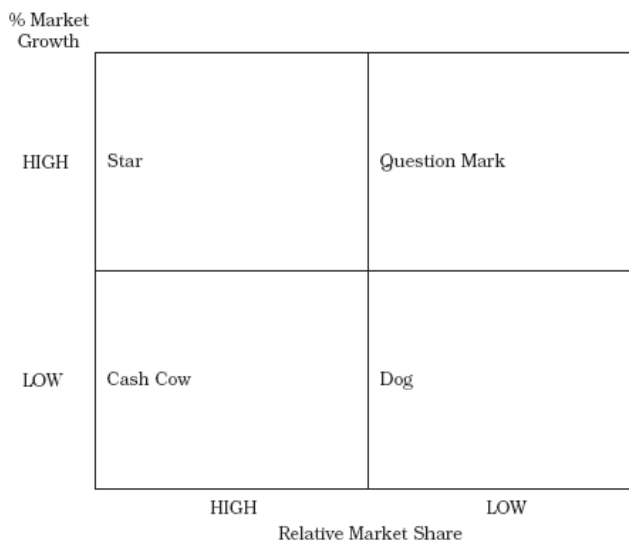 % Market
Growth
HIGH
Star
Question Mark
LOW
Cash Cow
Dog
HIGH
LOW
Relative Market Share